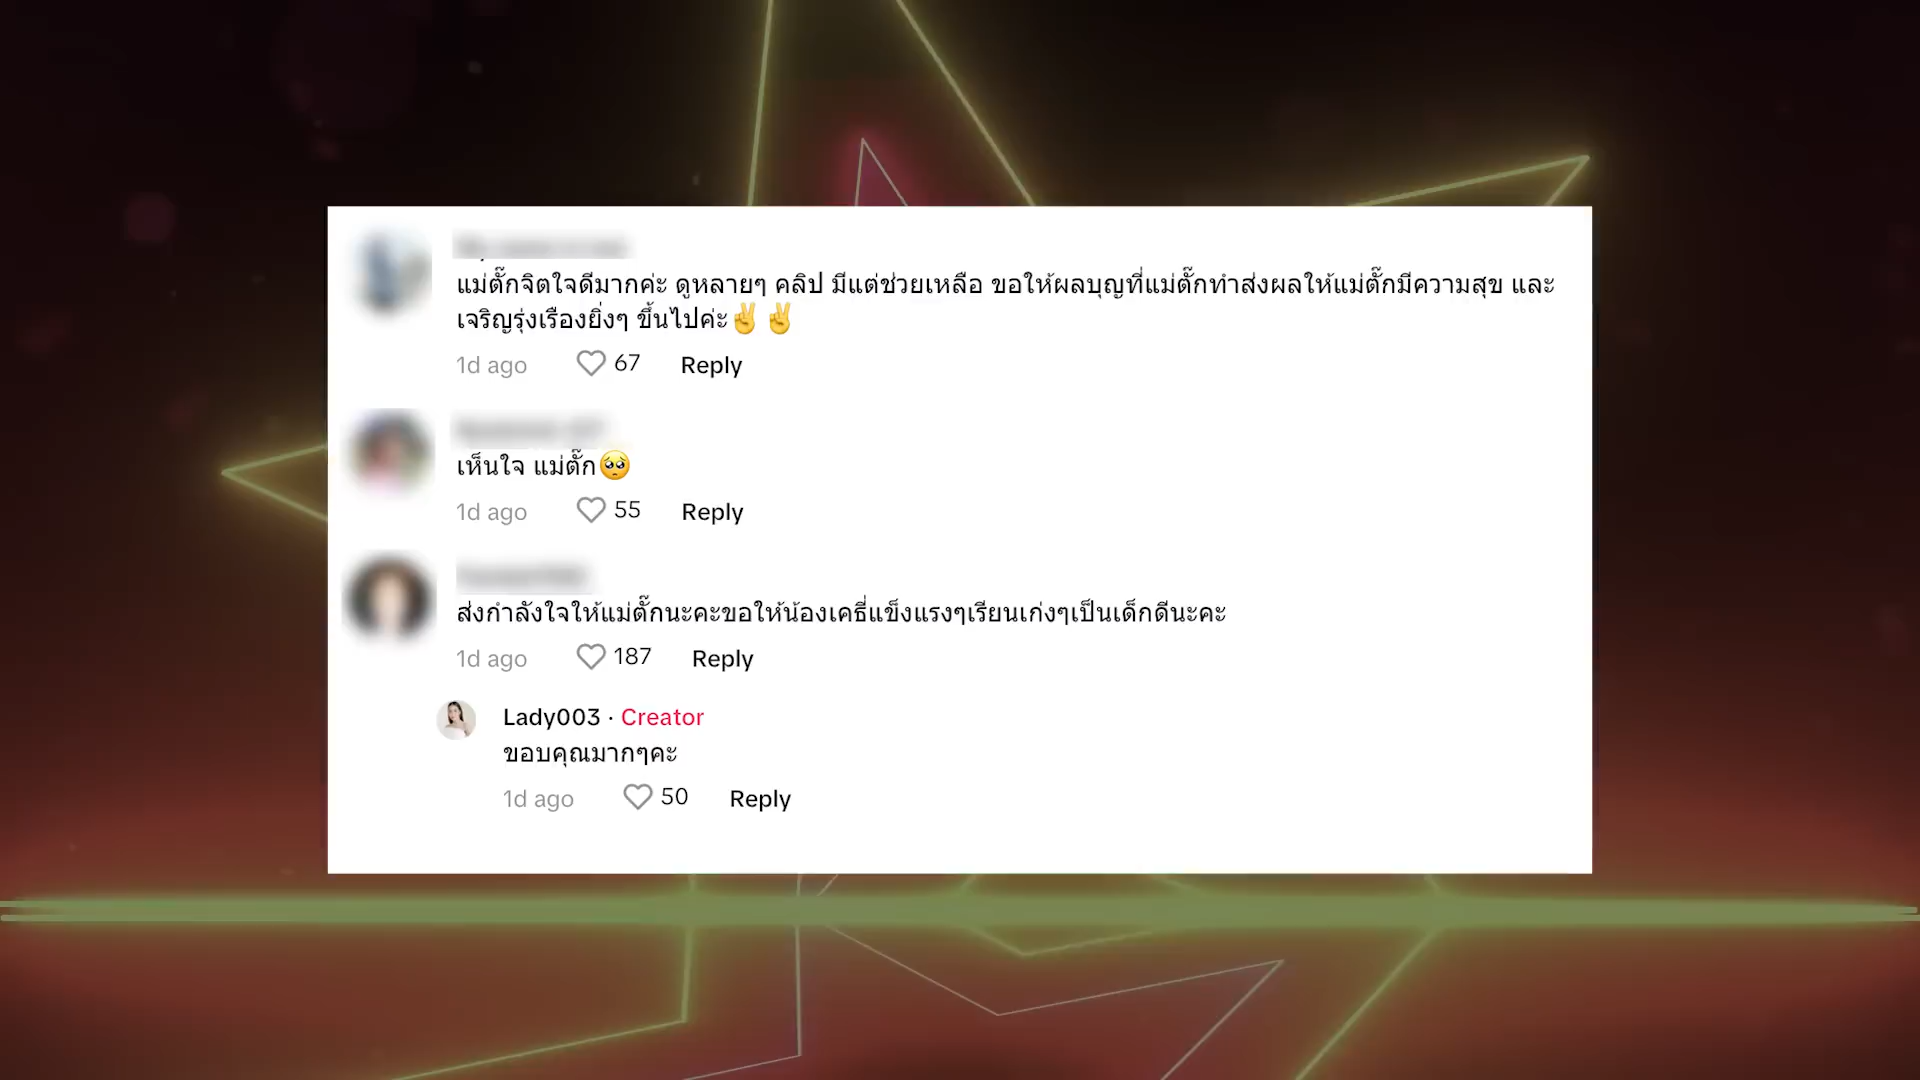 แม่ตั๊กจิตใจดีมากค่ะ ดูหลายๆ คลิป มีแต่ช่วยเหลือ ขอให้ผลบุญที่แม่ตั๊กทำส่งผลให้แม่ตั๊กมีความสุข และ
เจริญรุ่งเรืองยิ่งๆ ขึ้นไปค่ะ✌️ ✌️
1d ago 67 Reply
เห็นใจ แม่ตั๊ก🥺
1d ago 55 Reply
ส่งกำลังใจให้แม่ตั๊กนะคะขอให้น้องเคธี่แข็งแรงๆเรียนเก่งๆเป็นเด็กดีนะคะ
1d ago 187 Reply
Lady003 · Creator
ขอบคุณมากๆคะ
1d ago 50 Reply